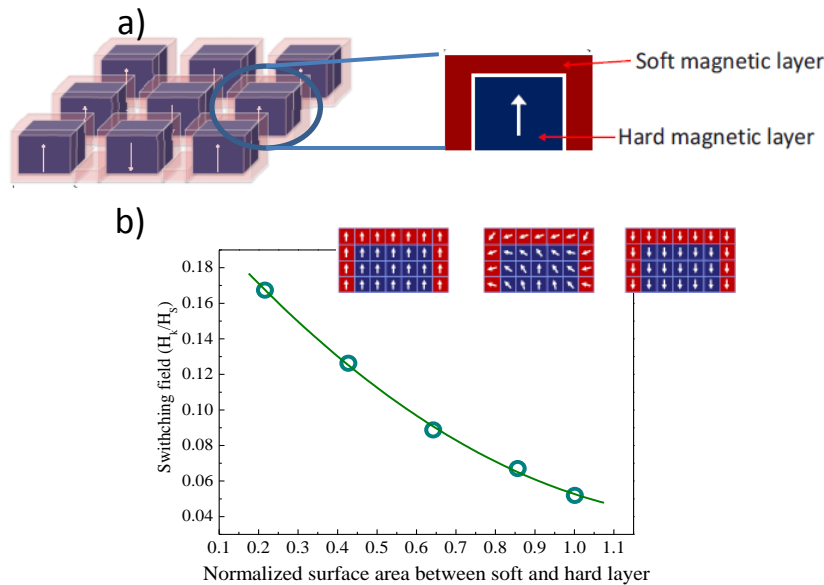 a)
Soft magnetic layer
Hard magnetic layer
b)
0.18
0.16
0.14
0.12
0.10
0.08
0.06
0.04
Swithching field (Hk/HS)
0.1 0.2 0.3 0.4 0.5 0.6 0.7 0.8 0.9 1.0 1.1
Normalized surface area between soft and hard layer